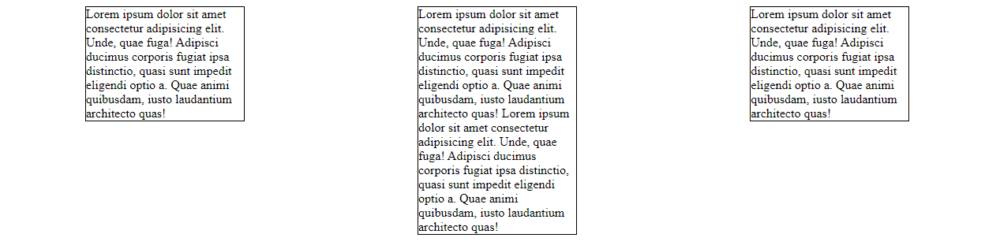 Lorem ipsum dolor sit amet
consectetur adipisicing elit.
Unde, quae fuga! Adipisci
ducimus corporis fugiat ipsa
distinctio, quasi sunt impedit
eligendi optio a. Quae animi
quibusdam, iusto laudantium
architecto quas!
Lorem ipsum dolor sit amet
consectetur adipisicing elit.
Unde, quae fuga! Adipisci
ducimus corporis fugiat ipsa
distinctio, quasi sunt impedit
eligendi optio a. Quae animi
quibusdam, iusto laudantium
architecto quas! Lorem ipsum
dolor sit amet consectetur
adipisicing elit. Unde, quae
fuga! Adipisci ducimus
corporis fugiat ipsa distinctio,
quasi sunt impedit eligendi
optio a. Quae animi
quibusdam, iusto laudantium
architecto quas!
Lorem ipsum dolor sit amet
consectetur adipisicing elit.
Unde, quae fuga! Adipisci
ducimus corporis fugiat ipsa
distinctio, quasi sunt impedit
eligendi optio a. Quae animi
quibusdam, iusto laudantium
architecto quas!